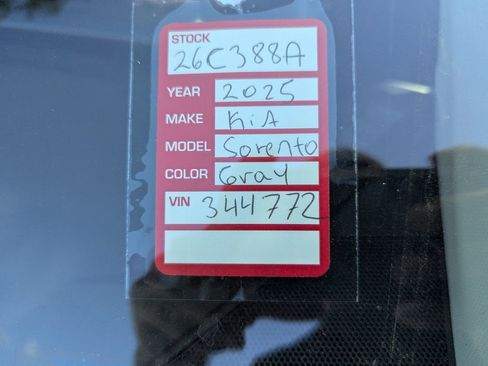 STOCK
26C388A
YEAR 2025
MAKE KiA
MODEL Sorento
COLOR Gray
VIN 344772